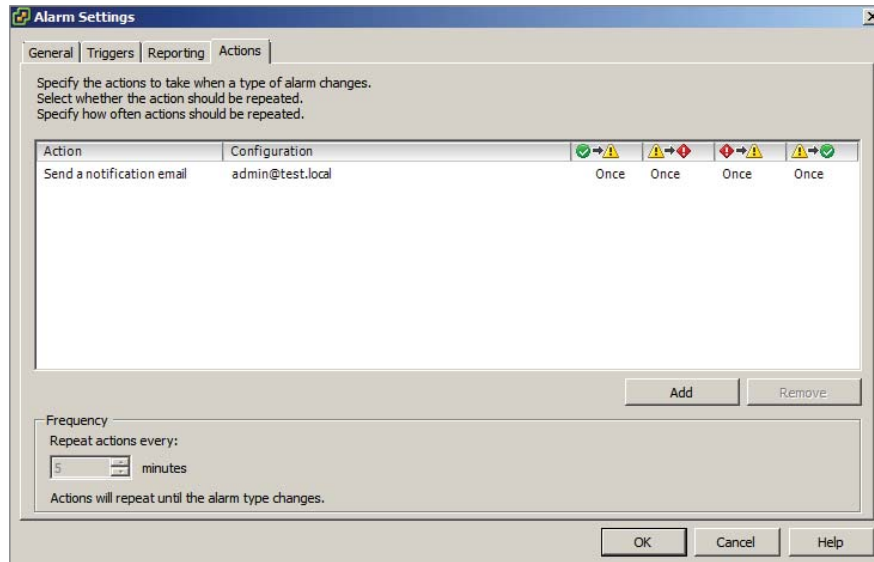 Alarm Settings
General Triggers Reporting Actions
Specify the actions to take when a type of alarm changes.
Select whether the action should be repeated.
Specify how often actions should be repeated.
Action Configuration
Send a notification email admin@test.local Once Once Once Once
Add Remove
Frequency
Repeat actions every:
5 minutes
Actions will repeat until the alarm type changes.
OK Cancel Help